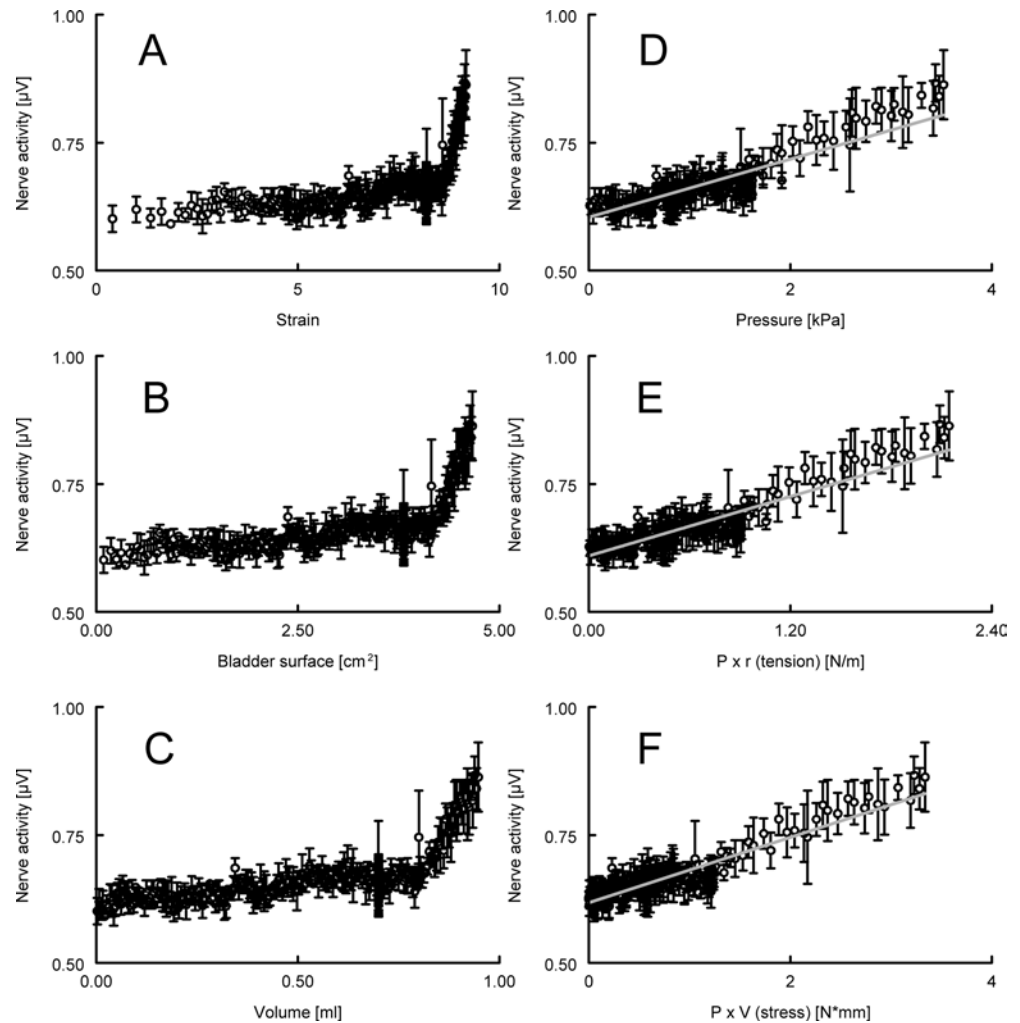 1.00
A
Nerve activity [µV]
0.75
0.50
0
5
10
Strain
1.00
D
Nerve activity [µV]
0.75
0.50
0
2
4
Pressure [kPa]
1.00
B
Nerve activity [µV]
0.75
0.50
0.00
2.50
5.00
Bladder surface [cm²]
1.00
E
Nerve activity [µV]
0.75
0.50
0.00
1.20
2.40
P x r (tension) [N/m]
1.00
C
Nerve activity [µV]
0.75
0.50
0.00
0.50
1.00
Volume [ml]
1.00
F
Nerve activity [µV]
0.75
0.50
0
2
4
P x V (stress) [N*mm]